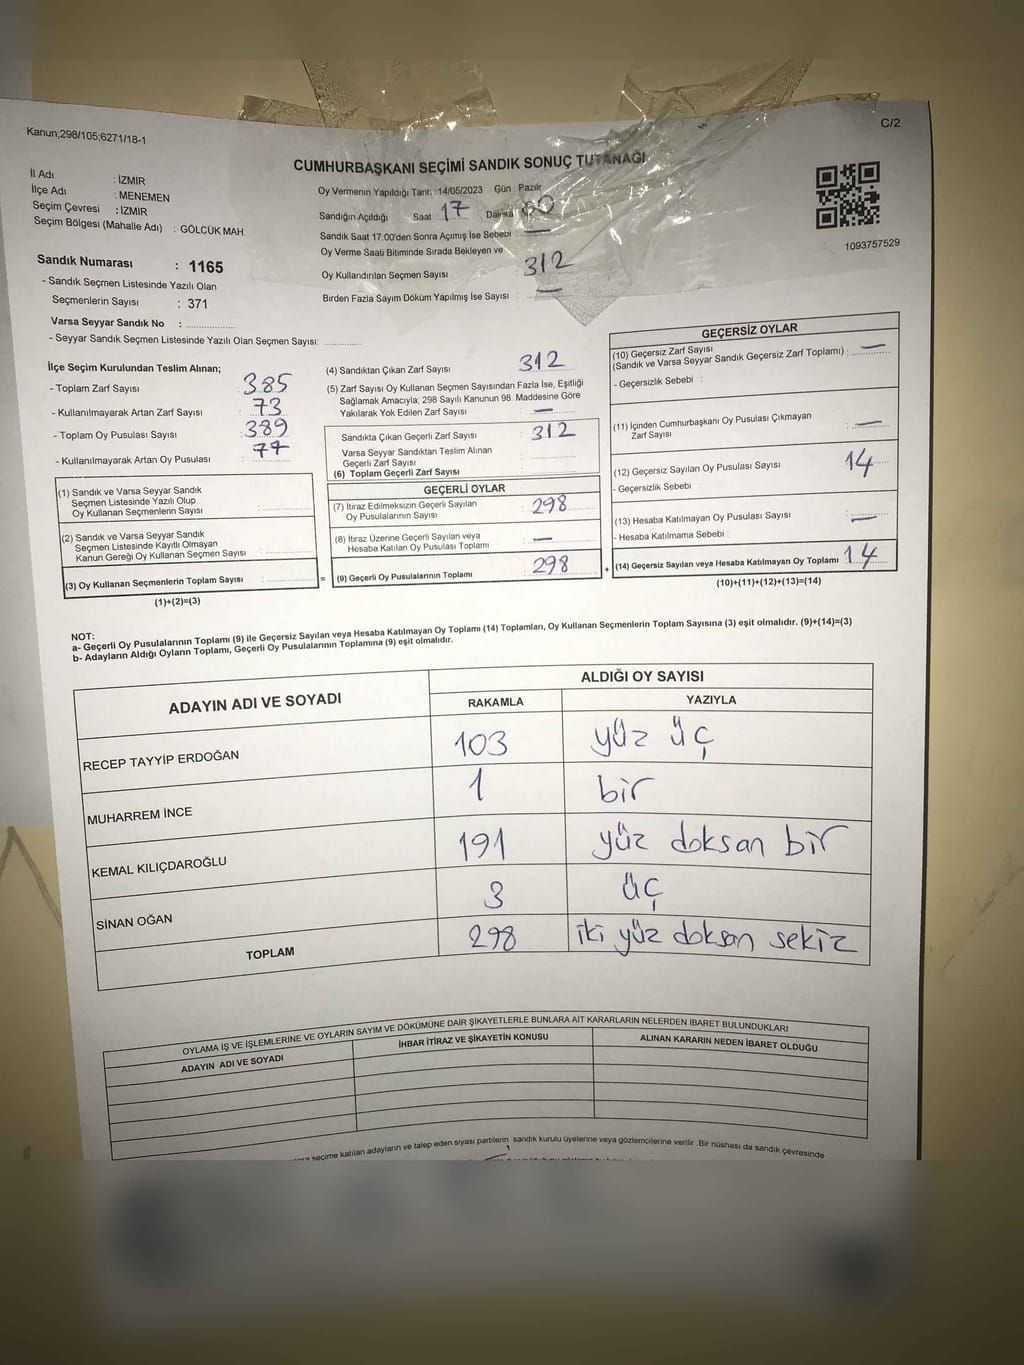 Kanun;298/105;6271/18-1
C/2
CUMHURBAŞKANI SEÇİMİ SANDIK SONUÇ TUTANAĞI
İl Adı : İZMİR
İlçe Adı : MENEMEN
Seçim Çevresi : İZMİR
Seçim Bölgesi (Mahalle Adı) : GÖLCÜK MAH.
Oy Vermenin Yapıldığı Tarih: 14/05/2023 Gün : Pazar
Sandığın Açıldığı Saat 17 Dakika 00
Sandık Saat 17:00'den Sonra Açımış İse Sebebi : —
Oy Verme Saati Bitiminde Sırada Bekleyen ve
Oy Kullandırılan Seçmen Sayısı : 312
Birden Fazla Sayım Döküm Yapılmış İse Sayısı : —
1093757529
Sandık Numarası : 1165
- Sandık Seçmen Listesinde Yazılı Olan
Seçmenlerin Sayısı : 371
Varsa Seyyar Sandık No : ................
- Seyyar Sandık Seçmen Listesinde Yazılı Olan Seçmen Sayısı: ............
İlçe Seçim Kurulundan Teslim Alınan;
- Toplam Zarf Sayısı : 385
- Kullanılmayarak Artan Zarf Sayısı : 73
- Toplam Oy Pusulası Sayısı : 389
- Kullanılmayarak Artan Oy Pusulası : 77
(1) Sandık ve Varsa Seyyar Sandık
Seçmen Listesinde Yazılı Olup
Oy Kullanan Seçmenlerin Sayısı :
(2) Sandık ve Varsa Seyyar Sandık
Seçmen Listesinde Kayıtlı Olmayan
Kanun Gereği Oy Kullanan Seçmen Sayısı :
(3) Oy Kullanan Seçmenlerin Toplam Sayısı : =
(1)+(2)=(3)
(4) Sandıktan Çıkan Zarf Sayısı : 312
(5) Zarf Sayısı Oy Kullanan Seçmen Sayısından Fazla İse, Eşitliği
Sağlamak Amacıyla; 298 Sayılı Kanunun 98. Maddesine Göre
Yakılarak Yok Edilen Zarf Sayısı : —
Sandıkta Çıkan Geçerli Zarf Sayısı : 312
Varsa Seyyar Sandıktan Teslim Alınan
Geçerli Zarf Sayısı :
(6) Toplam Geçerli Zarf Sayısı :
GEÇERLİ OYLAR
(7) İtiraz Edilmeksizin Geçerli Sayılan
Oy Pusulalarının Sayısı : 298
(8) İtiraz Üzerine Geçerli Sayılan veya
Hesaba Katılan Oy Pusulası Toplamı : —
(9) Geçerli Oy Pusulalarının Toplamı : 298 +
GEÇERSİZ OYLAR
(10) Geçersiz Zarf Sayısı
(Sandık ve Varsa Seyyar Sandık Geçersiz Zarf Toplamı) : —
- Geçersizlik Sebebi :
(11) İçinden Cumhurbaşkanı Oy Pusulası Çıkmayan
Zarf Sayısı : —
(12) Geçersiz Sayılan Oy Pusulası Sayısı : 14
- Geçersizlik Sebebi :
(13) Hesaba Katılmayan Oy Pusulası Sayısı : —
- Hesaba Katılmama Sebebi :
(14) Geçersiz Sayılan veya Hesaba Katılmayan Oy Toplamı : 14
(10)+(11)+(12)+(13)=(14)
NOT:
a- Geçerli Oy Pusulalarının Toplamı (9) ile Geçersiz Sayılan veya Hesaba Katılmayan Oy Toplamı (14) Toplamları, Oy Kullanan Seçmenlerin Toplam Sayısına (3) eşit olmalıdır. (9)+(14)=(3)
b- Adayların Aldığı Oyların Toplamı, Geçerli Oy Pusulalarının Toplamına (9) eşit olmalıdır.
ADAYIN ADI VE SOYADI
ALDIĞI OY SAYISI
RAKAMLA YAZIYLA
RECEP TAYYİP ERDOĞAN 103 yüz üç
MUHARREM İNCE 1 bir
KEMAL KILIÇDAROĞLU 191 yüz doksan bir
SİNAN OĞAN 3 üç
TOPLAM 298 iki yüz doksan sekiz
OYLAMA İŞ VE İŞLEMLERİNE VE OYLARIN SAYIM VE DÖKÜMÜNE DAİR ŞİKAYETLERLE BUNLARA AİT KARARLARIN NELERDEN İBARET BULUNDUKLARI
ADAYIN ADI VE SOYADI İHBAR İTİRAZ VE ŞİKAYETİN KONUSU ALINAN KARARIN NEDEN İBARET OLDUĞU
seçime katılan adayların ve talep eden siyasi partilerin sandık kurulu üyelerine veya gözlemcilerine verilir. Bir nüshası da sandık çevresinde